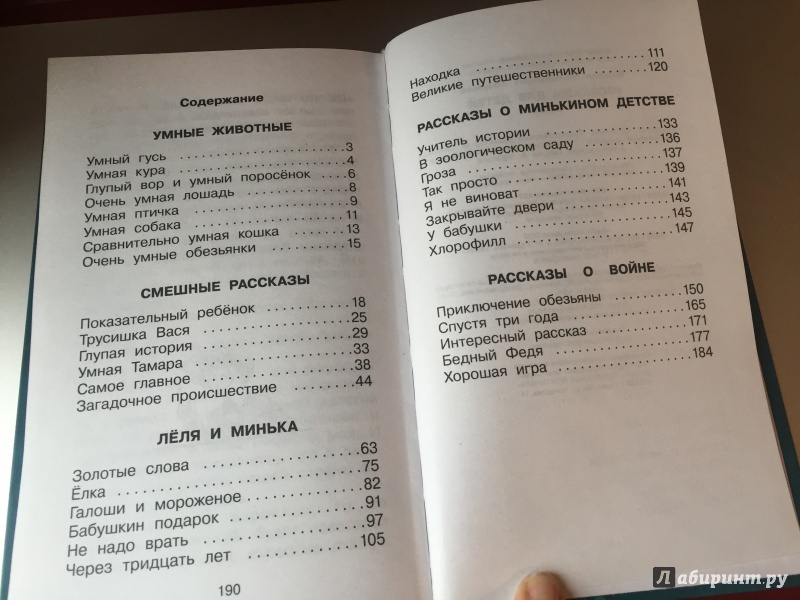 Содержание
УМНЫЕ ЖИВОТНЫЕ
Умный гусь . . . . . . . . . . . . . . . . . . . . . 3
Умная кура . . . . . . . . . . . . . . . . . . . . . 4
Глупый вор и умный поросёнок . . . . 6
Очень умная лошадь . . . . . . . . . . . . 8
Умная птичка . . . . . . . . . . . . . . . . . . . 9
Умная собака . . . . . . . . . . . . . . . . . . 11
Сравнительно умная кошка . . . . . . . 13
Очень умные обезьянки . . . . . . . . . . 15
СМЕШНЫЕ РАССКАЗЫ
Показательный ребёнок . . . . . . . . . . 18
Трусишка Вася . . . . . . . . . . . . . . . . . 25
Глупая история . . . . . . . . . . . . . . . . . 29
Умная Тамара . . . . . . . . . . . . . . . . . . 33
Самое главное . . . . . . . . . . . . . . . . . 38
Загадочное происшествие . . . . . . . . 44
ЛЁЛЯ И МИНЬКА
Золотые слова . . . . . . . . . . . . . . . . . 63
Ёлка . . . . . . . . . . . . . . . . . . . . . . . . . 75
Галоши и мороженое . . . . . . . . . . . . 82
Бабушкин подарок . . . . . . . . . . . . . . 91
Не надо врать . . . . . . . . . . . . . . . . . 97
Через тридцать лет . . . . . . . . . . . . 105
190
Находка . . . . . . . . . . . . . . . . . . . . . 111
Великие путешественники . . . . . . . 120
РАССКАЗЫ О МИНЬКИНОМ ДЕТСТВЕ
Учитель истории . . . . . . . . . . . . . . 133
В зоологическом саду . . . . . . . . . . 136
Гроза . . . . . . . . . . . . . . . . . . . . . . . 137
Так просто . . . . . . . . . . . . . . . . . . . 139
Я не виноват . . . . . . . . . . . . . . . . . 141
Закрывайте двери . . . . . . . . . . . . . 143
У бабушки . . . . . . . . . . . . . . . . . . . 145
Хлорофилл . . . . . . . . . . . . . . . . . . 147
РАССКАЗЫ О ВОЙНЕ
Приключение обезьяны . . . . . . . . . 150
Спустя три года . . . . . . . . . . . . . . . 165
Интересный рассказ . . . . . . . . . . . . 171
Бедный Федя . . . . . . . . . . . . . . . . . 177
Хорошая игра . . . . . . . . . . . . . . . . 184
Лабиринт.ру